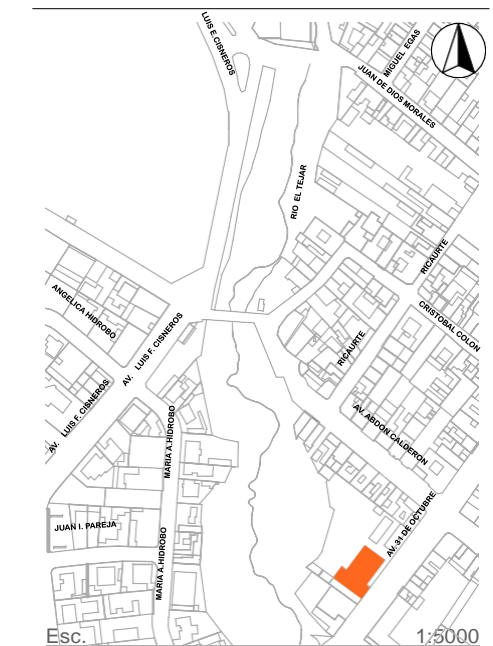 LUIS E. CISNEROS
MIGUEL EGAS
JUAN DE DIOS MORALES
RIO EL TEJAR
RICAURTE
ANGELICA HIDROBO
CRISTOBAL COLON
AV. LUIS F. CISNEROS
RICAURTE
AV. LUIS F. CISNEROS
MARIA A. HIDROBO
AV. ABDON CALDERON
JUAN I. PAREJA
AV. 31 DE OCTUBRE
MARIA A. HIDROBO
Esc. 1:5000